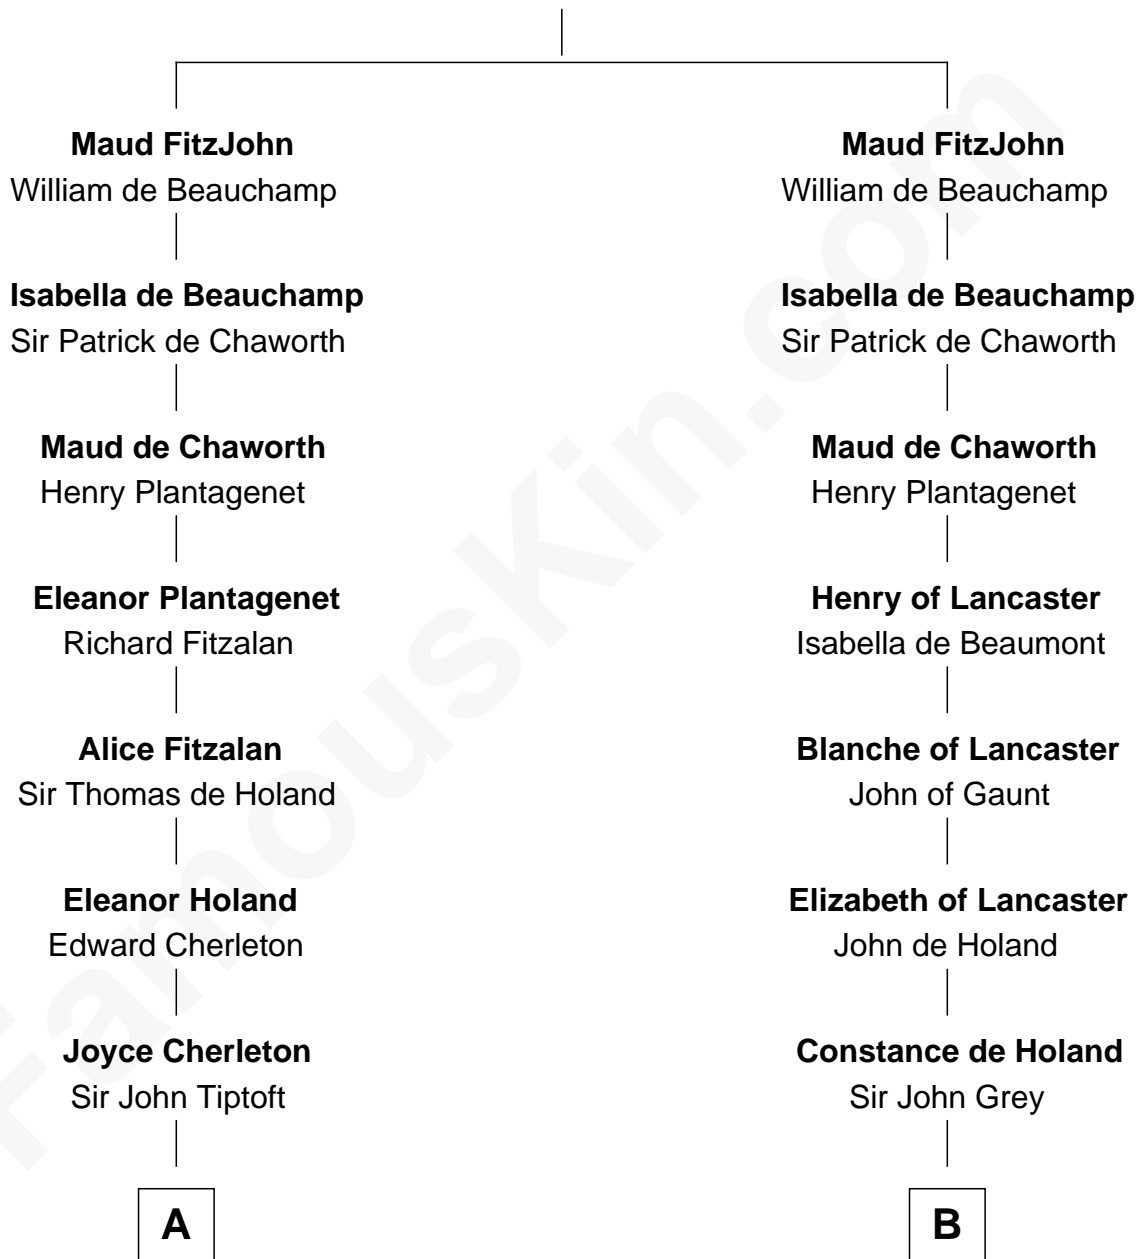 Maud FitzJohn
William de Beauchamp
Isabella de Beauchamp
Sir Patrick de Chaworth
Maud de Chaworth
Henry Plantagenet
Eleanor Plantagenet
Richard Fitzalan
Alice Fitzalan
Sir Thomas de Holand
Eleanor Holand
Edward Cherleton
Joyce Cherleton
Sir John Tiptoft
A
Maud FitzJohn
William de Beauchamp
Isabella de Beauchamp
Sir Patrick de Chaworth
Maud de Chaworth
Henry Plantagenet
Henry of Lancaster
Isabella de Beaumont
Blanche of Lancaster
John of Gaunt
Elizabeth of Lancaster
John de Holand
Constance de Holand
Sir John Grey
B
FamousKin.com